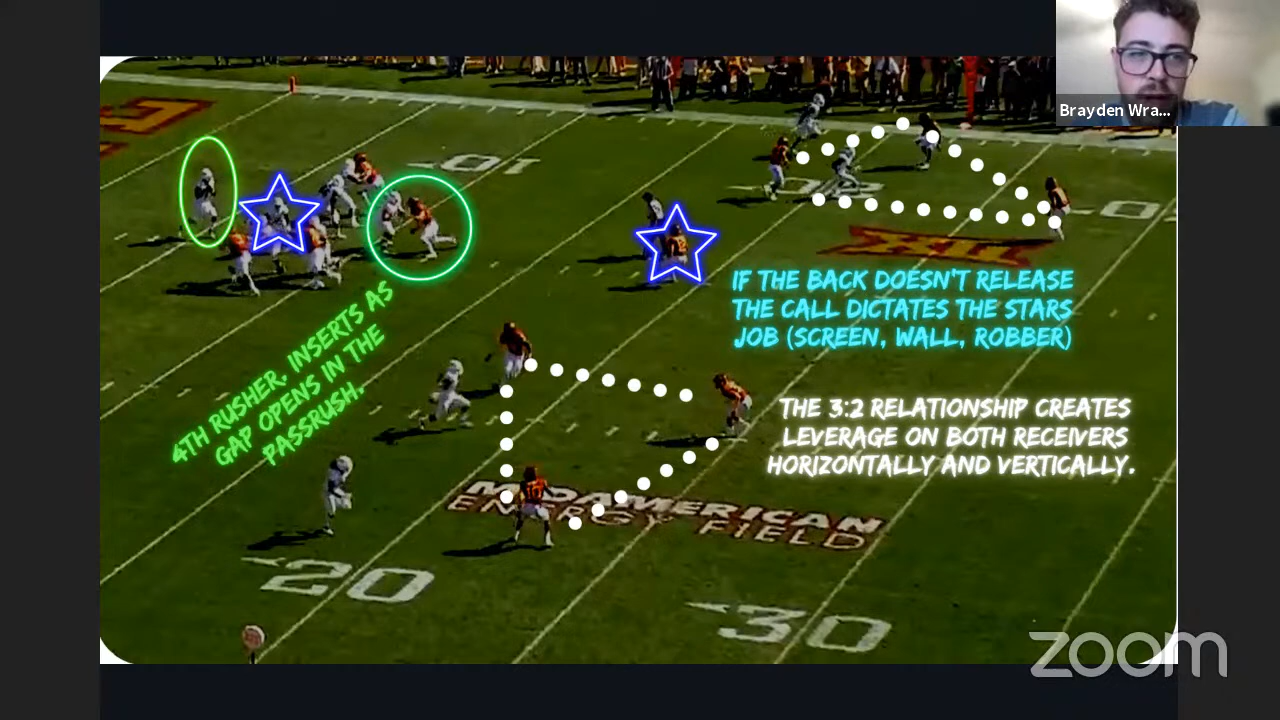 Brayden Wra...
10
20
IF THE BACK DOESN'T RELEASE
THE CALL DICTATES THE STARS
JOB (SCREEN, WALL, ROBBER)
4TH RUSHER. INSERTS AS
GAP OPENS IN THE
PASSRUSH.
THE 3:2 RELATIONSHIP CREATES
LEVERAGE ON BOTH RECEIVERS
HORIZONTALLY AND VERTICALLY.
MIDAMERICAN
ENERGY FIELD
20
30
zoom